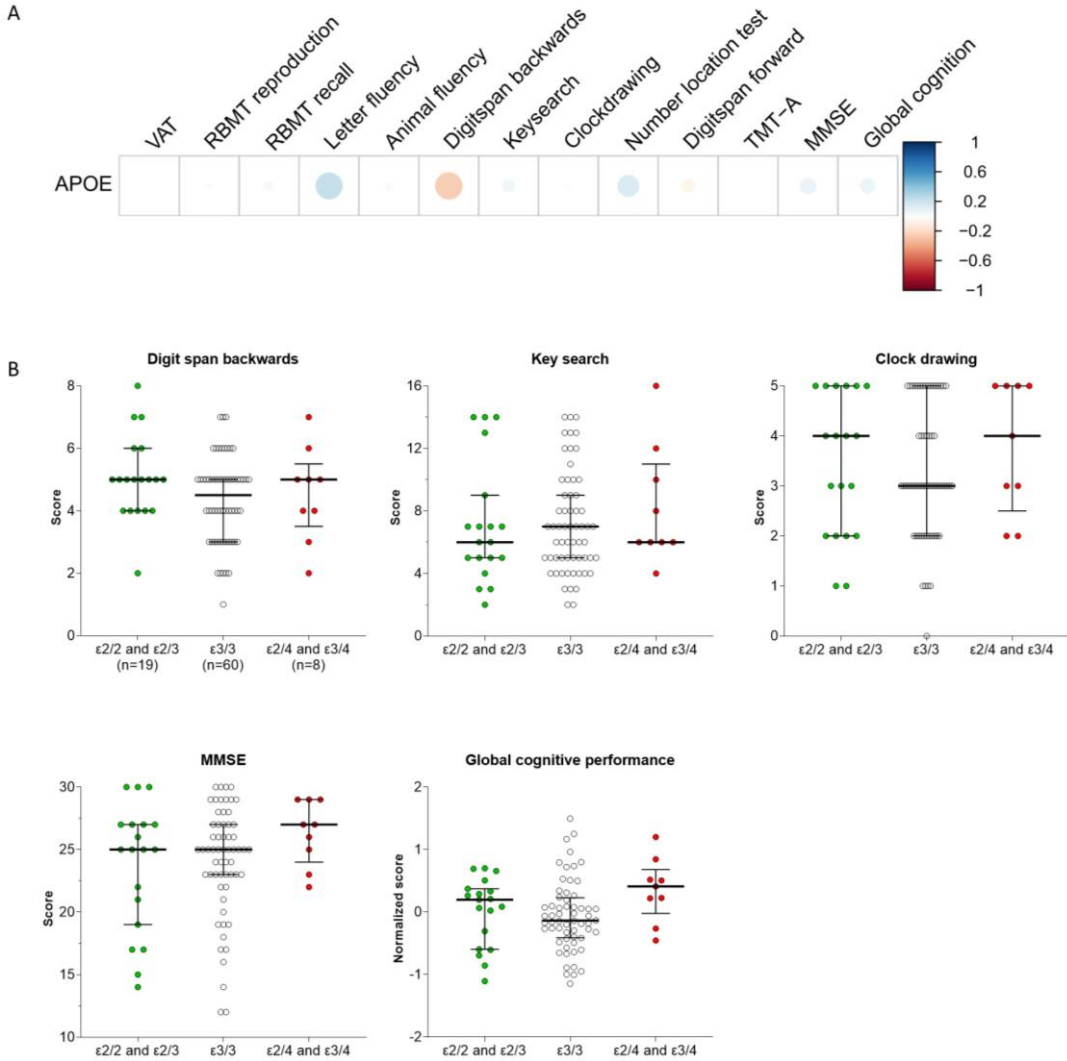 A
VAT
RBMT reproduction
RBMT recall
Letter fluency
Animal fluency
Digitspan backwards
Keysearch
Clockdrawing
Number location test
Digitspan forward
TMT−A
MMSE
Global cognition
APOE
1
0.6
0.2
−0.2
−0.6
−1
B
Digit span backwards
Score
8
6
4
2
0
ε2/2 and ε2/3 ε3/3 ε2/4 and ε3/4
(n=19) (n=60) (n=8)
Key search
Score
16
12
8
4
0
ε2/2 and ε2/3 ε3/3 ε2/4 and ε3/4
Clock drawing
Score
5
4
3
2
1
0
ε2/2 and ε2/3 ε3/3 ε2/4 and ε3/4
MMSE
Score
30
25
20
15
10
ε2/2 and ε2/3 ε3/3 ε2/4 and ε3/4
Global cognitive performance
Normalized score
2
1
0
-1
-2
ε2/2 and ε2/3 ε3/3 ε2/4 and ε3/4